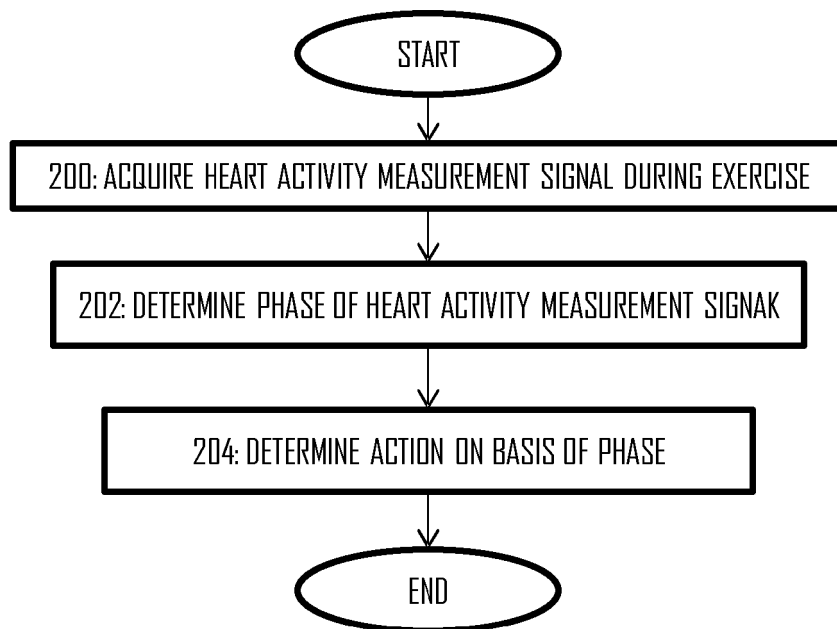 START
200: ACQUIRE HEART ACTIVITY MEASUREMENT SIGNAL DURING EXERCISE
202: DETERMINE PHASE OF HEART ACTIVITY MEASUREMENT SIGNAK
204: DETERMINE ACTION ON BASIS OF PHASE
END